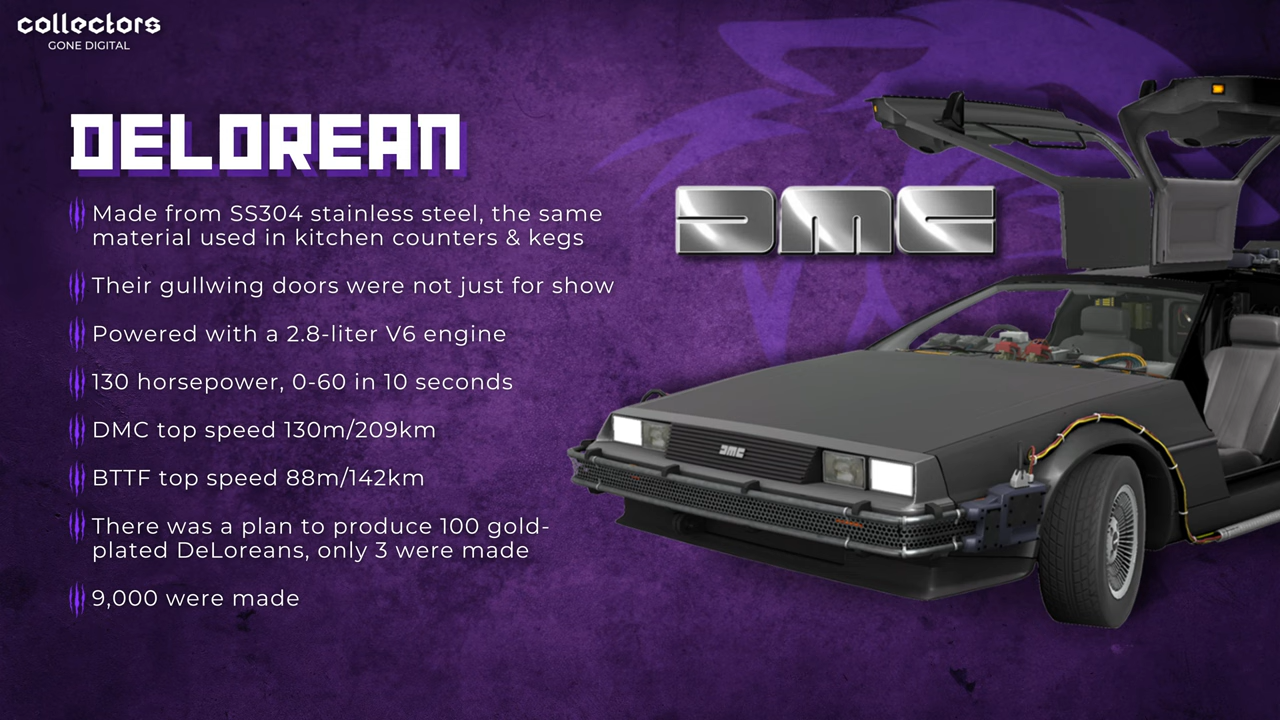 collectors
GONE DIGITAL
DELOREAN
Made from SS304 stainless steel, the same
material used in kitchen counters & kegs
Their gullwing doors were not just for show
Powered with a 2.8-liter V6 engine
130 horsepower, 0-60 in 10 seconds
DMC top speed 130m/209km
BTTF top speed 88m/142km
There was a plan to produce 100 gold-
plated DeLoreans, only 3 were made
9,000 were made
DMC
DMC